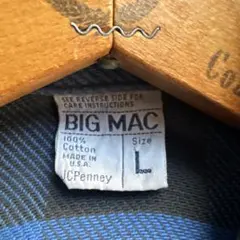 SEE REVERSE SIDE FOR
CARE INSTRUCTIONS
BIG MAC
100%
Cotton
MADE IN
U.S.A.
JCPenney
Size
L